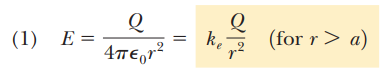 (1) E = Q / 4πϵ₀r² = kₑ Q / r² (for r > a)